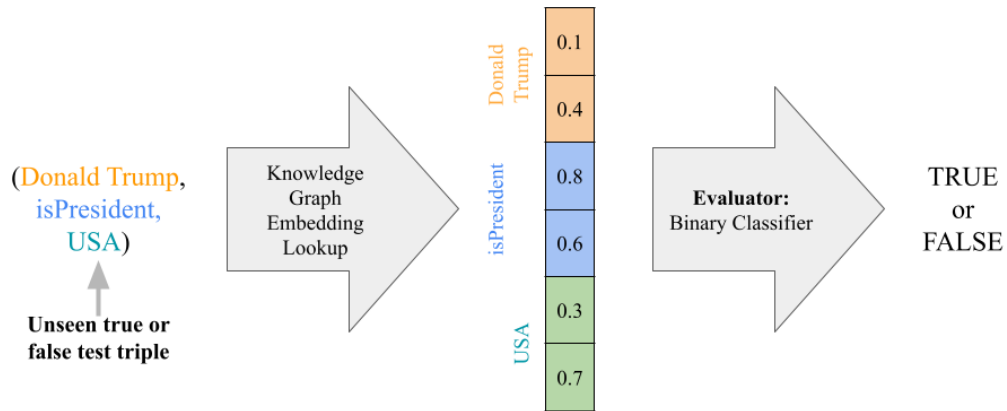 (Donald Trump,
isPresident,
USA)
Unseen true or
false test triple
Knowledge
Graph
Embedding
Lookup
Donald
Trump
isPresident
USA
0.1
0.4
0.8
0.6
0.3
0.7
Evaluator:
Binary Classifier
TRUE
or
FALSE